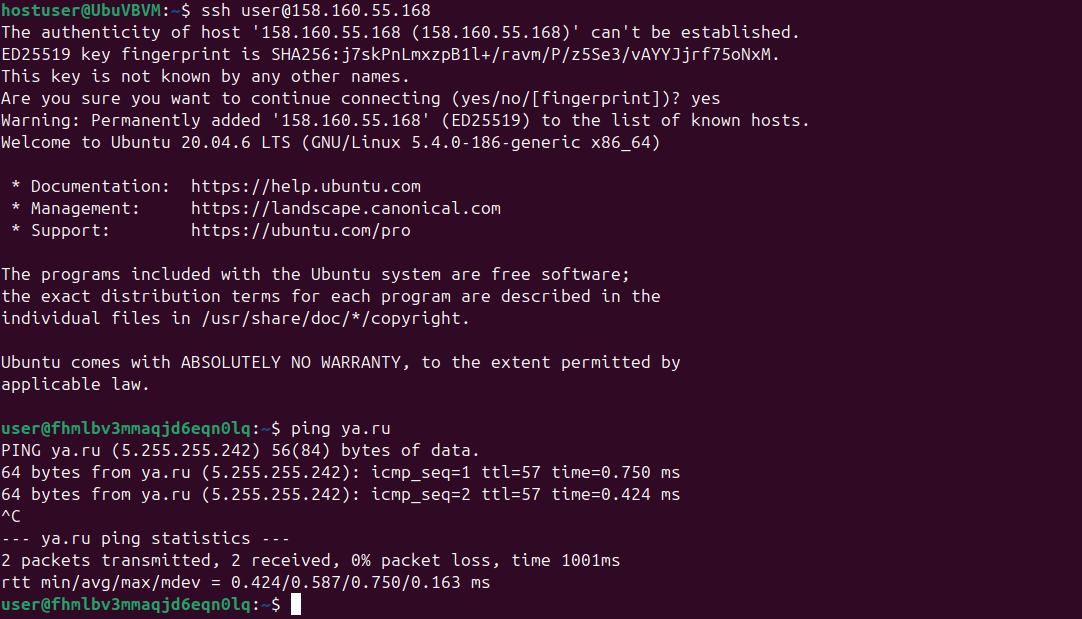 hostuser@UbuVBVM:~$ ssh user@158.160.55.168
The authenticity of host '158.160.55.168 (158.160.55.168)' can't be established.
ED25519 key fingerprint is SHA256:j7skPnLmxzpB1l+/ravm/P/z5Se3/vAYYJjrf75oNxM.
This key is not known by any other names.
Are you sure you want to continue connecting (yes/no/[fingerprint])? yes
Warning: Permanently added '158.160.55.168' (ED25519) to the list of known hosts.
Welcome to Ubuntu 20.04.6 LTS (GNU/Linux 5.4.0-186-generic x86_64)

 * Documentation:  https://help.ubuntu.com
 * Management:     https://landscape.canonical.com
 * Support:        https://ubuntu.com/pro

The programs included with the Ubuntu system are free software;
the exact distribution terms for each program are described in the
individual files in /usr/share/doc/*/copyright.

Ubuntu comes with ABSOLUTELY NO WARRANTY, to the extent permitted by
applicable law.

user@fhmlbv3mmaqjd6eqn0lq:~$ ping ya.ru
PING ya.ru (5.255.255.242) 56(84) bytes of data.
64 bytes from ya.ru (5.255.255.242): icmp_seq=1 ttl=57 time=0.750 ms
64 bytes from ya.ru (5.255.255.242): icmp_seq=2 ttl=57 time=0.424 ms
^C
--- ya.ru ping statistics ---
2 packets transmitted, 2 received, 0% packet loss, time 1001ms
rtt min/avg/max/mdev = 0.424/0.587/0.750/0.163 ms
user@fhmlbv3mmaqjd6eqn0lq:~$